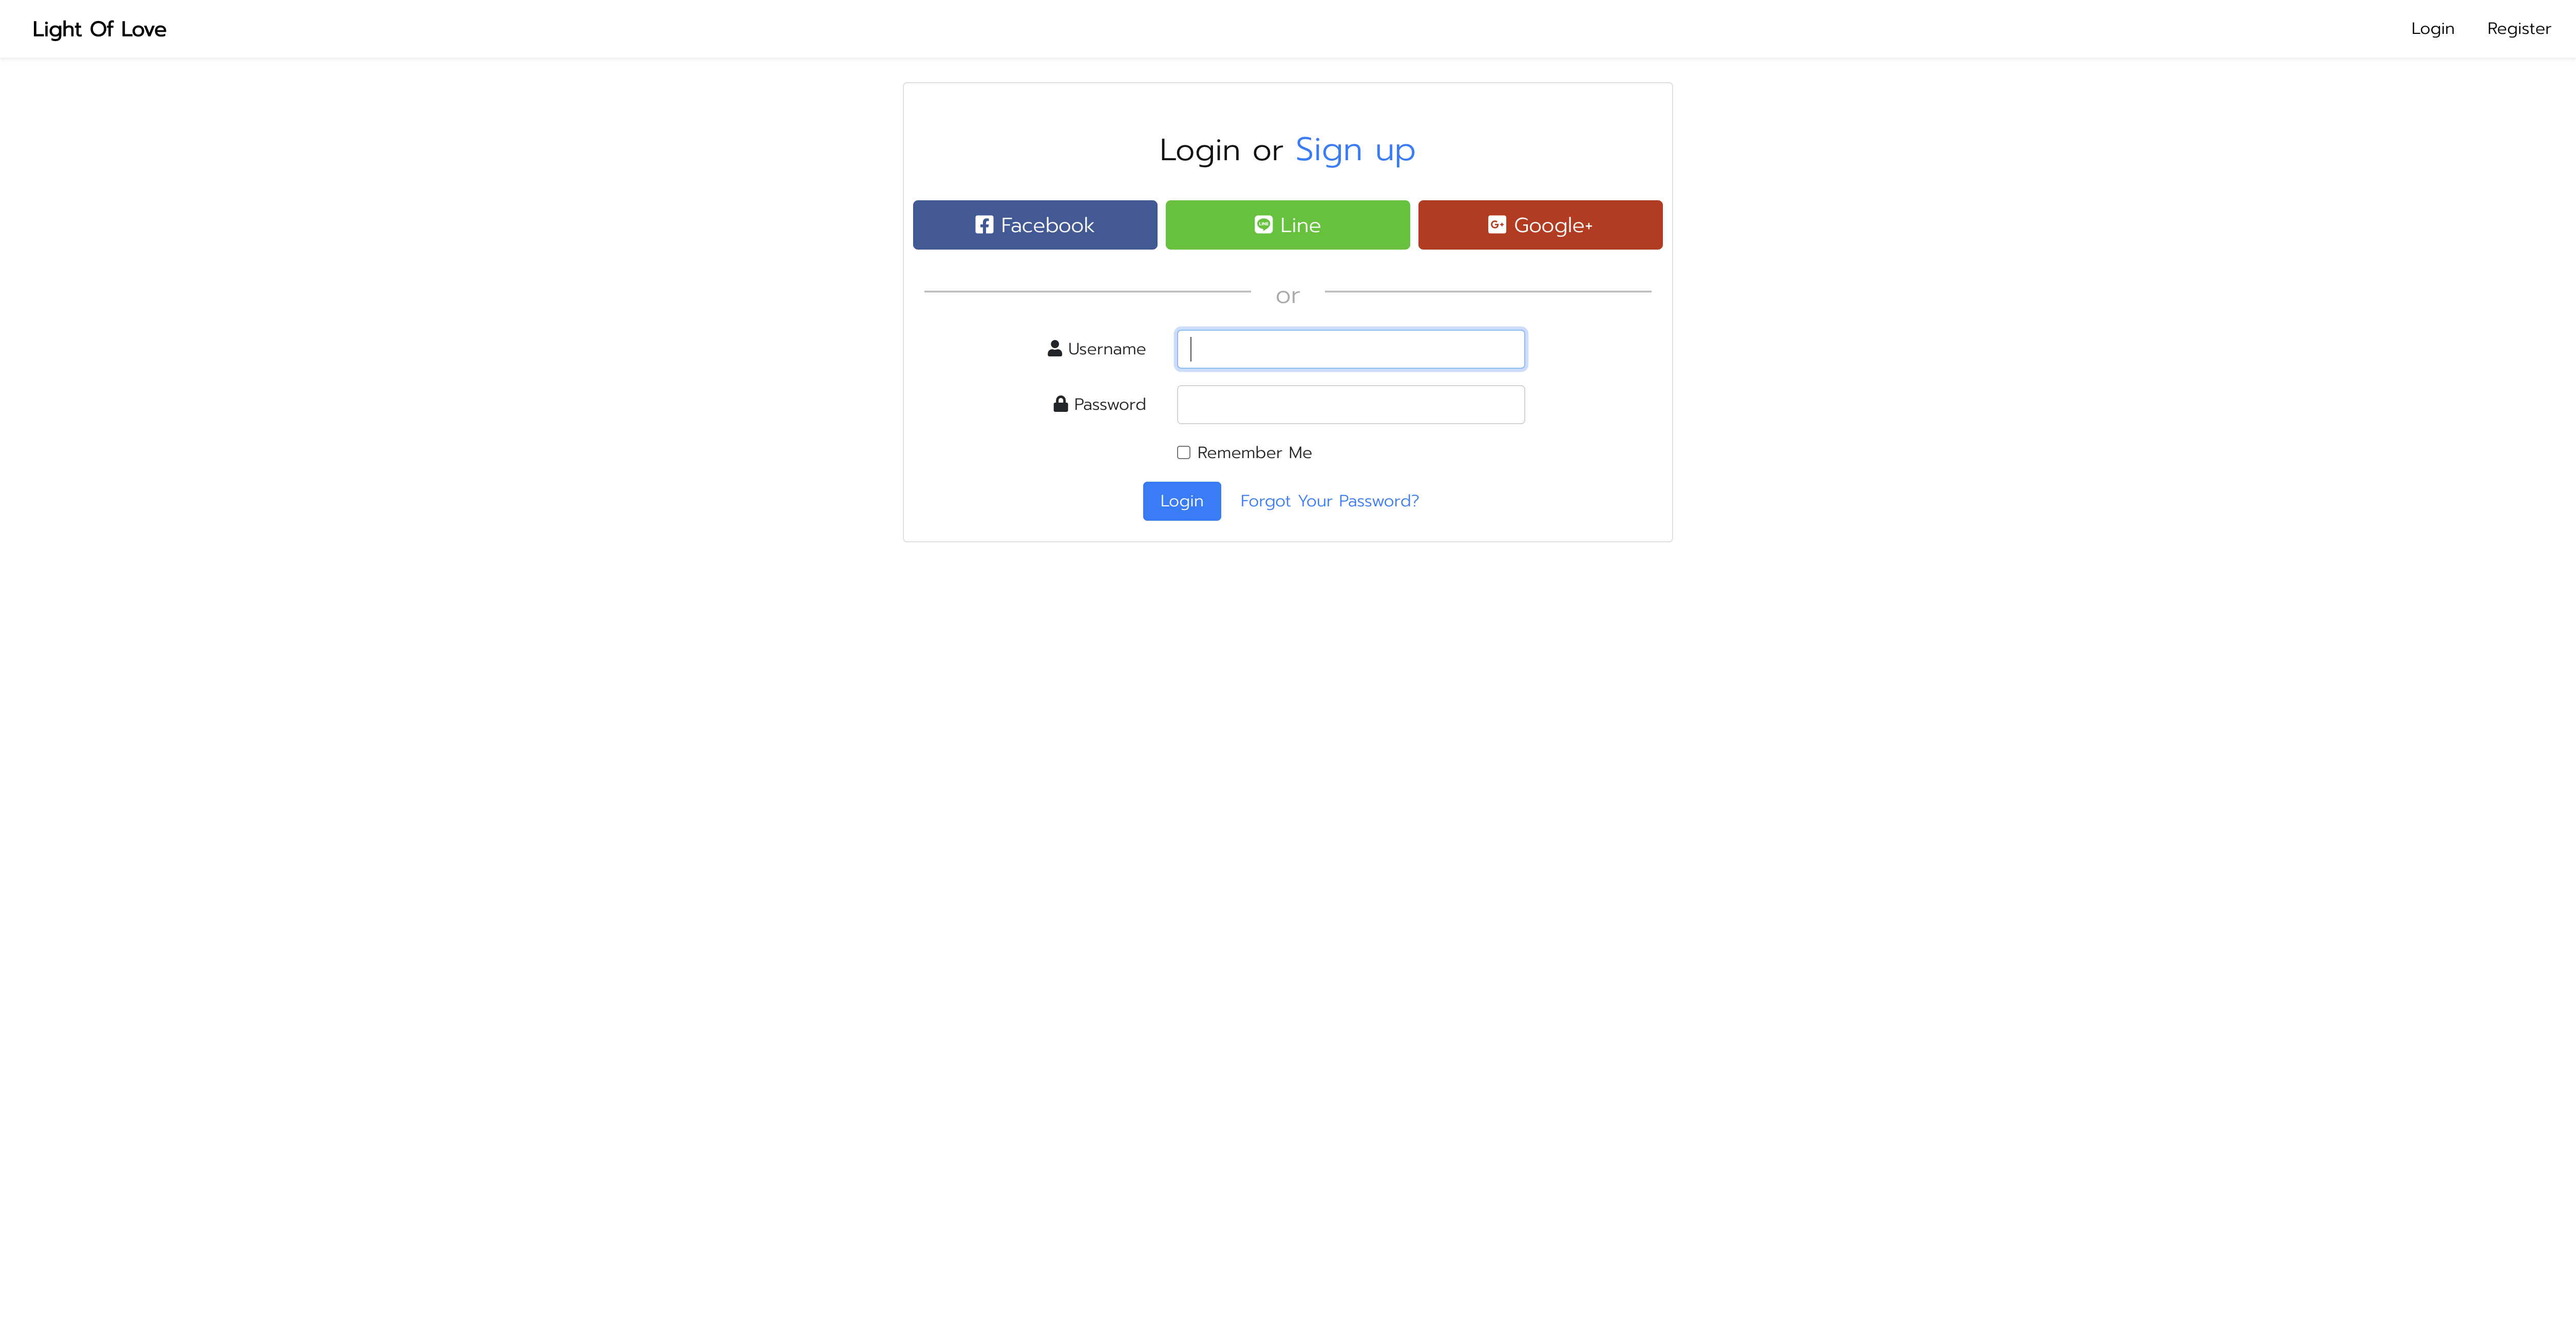 Light Of Love
Login Register
Login or Sign up
Facebook Line Google+
or
Username
Password
Remember Me
Login Forgot Your Password?